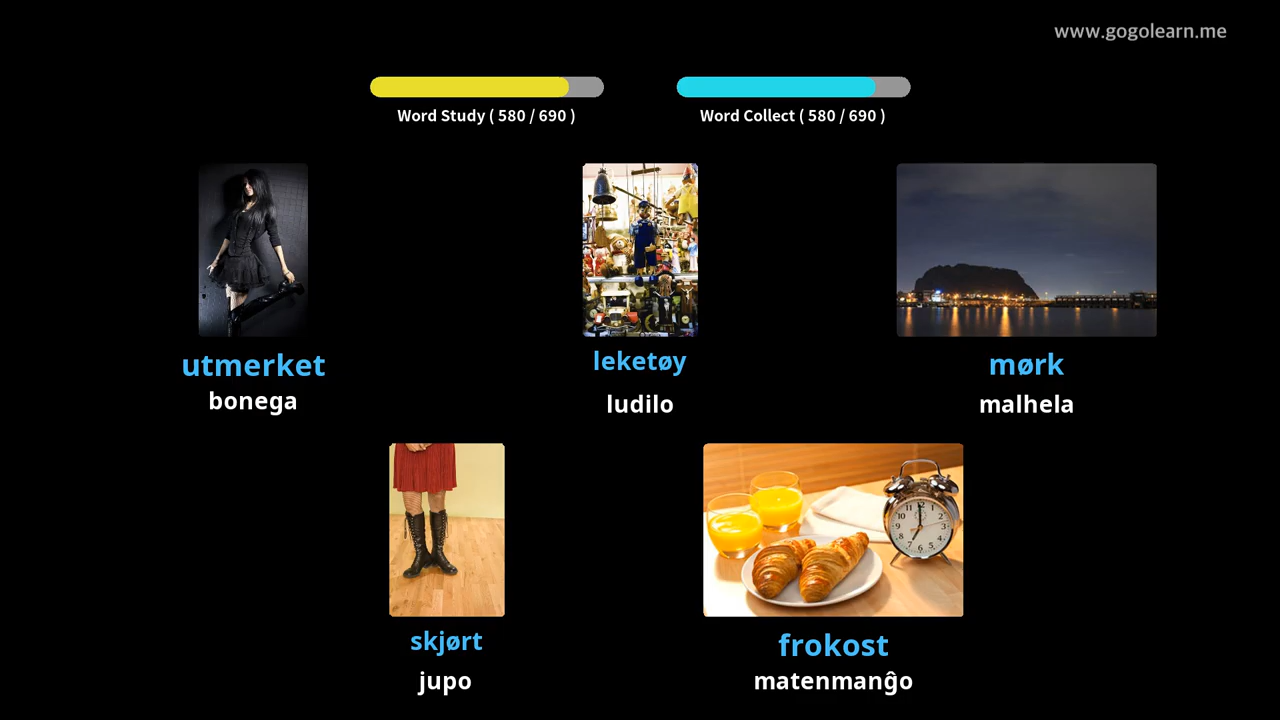 www.gogolearn.me
Word Study ( 580 / 690 )
Word Collect ( 580 / 690 )
utmerket
bonega
leketøy
ludilo
mørk
malhela
skjørt
jupo
frokost
matenmanĝo